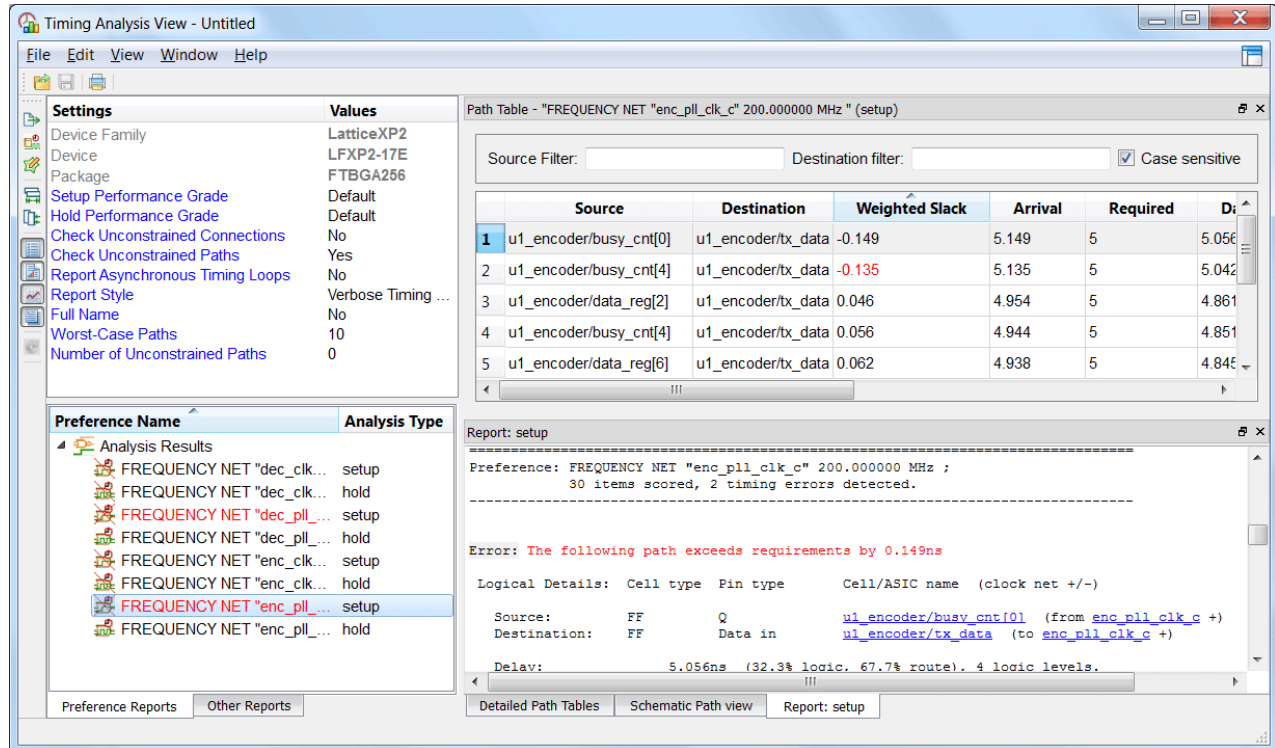 Timing Analysis View - Untitled
File Edit View Window Help
Settings Values
Device Family LatticeXP2
Device LFXP2-17E
Package FTBGA256
Setup Performance Grade Default
Hold Performance Grade Default
Check Unconstrained Connections No
Check Unconstrained Paths Yes
Report Asynchronous Timing Loops No
Report Style Verbose Timing ...
Full Name No
Worst-Case Paths 10
Number of Unconstrained Paths 0
Preference Name Analysis Type
Analysis Results
FREQUENCY NET "dec_clk... setup
FREQUENCY NET "dec_clk... hold
FREQUENCY NET "dec_pll_... setup
FREQUENCY NET "dec_pll_... hold
FREQUENCY NET "enc_clk... setup
FREQUENCY NET "enc_clk... hold
FREQUENCY NET "enc_pll_... setup
FREQUENCY NET "enc_pll_... hold
Preference Reports Other Reports
Path Table - "FREQUENCY NET "enc_pll_clk_c" 200.000000 MHz " (setup)
Source Filter: Destination filter: Case sensitive
Source Destination Weighted Slack Arrival Required
1 u1_encoder/busy_cnt[0] u1_encoder/tx_data -0.149 5.149 5 5.056
2 u1_encoder/busy_cnt[4] u1_encoder/tx_data -0.135 5.135 5 5.042
3 u1_encoder/data_reg[2] u1_encoder/tx_data 0.046 4.954 5 4.861
4 u1_encoder/busy_cnt[4] u1_encoder/tx_data 0.056 4.944 5 4.851
5 u1_encoder/data_reg[6] u1_encoder/tx_data 0.062 4.938 5 4.845
Report: setup
================================================================================
Preference: FREQUENCY NET "enc_pll_clk_c" 200.000000 MHz ;
30 items scored, 2 timing errors detected.
--------------------------------------------------------------------------------
Error: The following path exceeds requirements by 0.149ns
Logical Details: Cell type Pin type Cell/ASIC name (clock net +/-)
Source: FF Q u1_encoder/busy_cnt[0] (from enc_pll_clk_c +)
Destination: FF Data in u1_encoder/tx_data (to enc_pll_clk_c +)
Delay: 5.056ns (32.3% logic, 67.7% route), 4 logic levels.
Detailed Path Tables Schematic Path view Report: setup